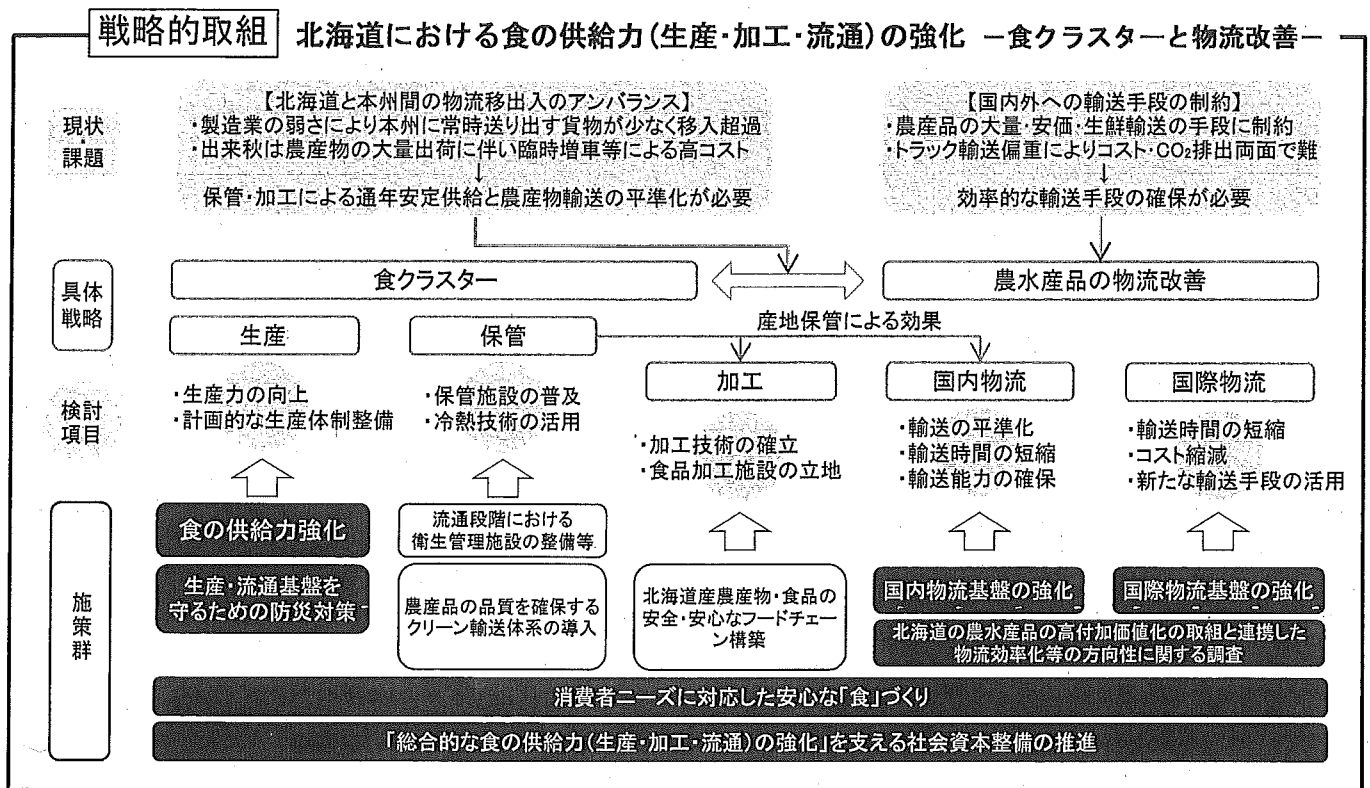 戦略的取組
北海道における食の供給力(生産・加工・流通)の強化 －食クラスターと物流改善－
現状・課題
【北海道と本州間の物流移出入のアンバランス】
・製造業の弱さにより本州に常時送り出す貨物が少なく移入超過
・出来秋は農産物の大量出荷に伴い臨時増車等による高コスト
保管・加工による通年安定供給と農産物輸送の平準化が必要
【国内外への輸送手段の制約】
・農産品の大量・安価・生鮮輸送の手段に制約
・トラック輸送偏重によりコスト・CO₂排出両面で難
効率的な輸送手段の確保が必要
具体戦略
食クラスター
農水産品の物流改善
生産
保管
産地保管による効果
加工
国内物流
国際物流
検討項目
・生産力の向上
・計画的な生産体制整備
・保管施設の普及
・冷熱技術の活用
・加工技術の確立
・食品加工施設の立地
・輸送の平準化
・輸送時間の短縮
・輸送能力の確保
・輸送時間の短縮
・コスト縮減
・新たな輸送手段の活用
施策群
食の供給力強化
生産・流通基盤を
守るための防災対策
流通段階における
衛生管理施設の整備等
農産品の品質を確保する
クリーン輸送体系の導入
北海道産農産物・食品の
安全・安心なフードチェー
ン構築
国内物流基盤の強化
国際物流基盤の強化
北海道の農水産品の高付加価値化の取組と連携した
物流効率化等の方向性に関する調査
消費者ニーズに対応した安心な「食」づくり
「総合的な食の供給力(生産・加工・流通)の強化」を支える社会資本整備の推進